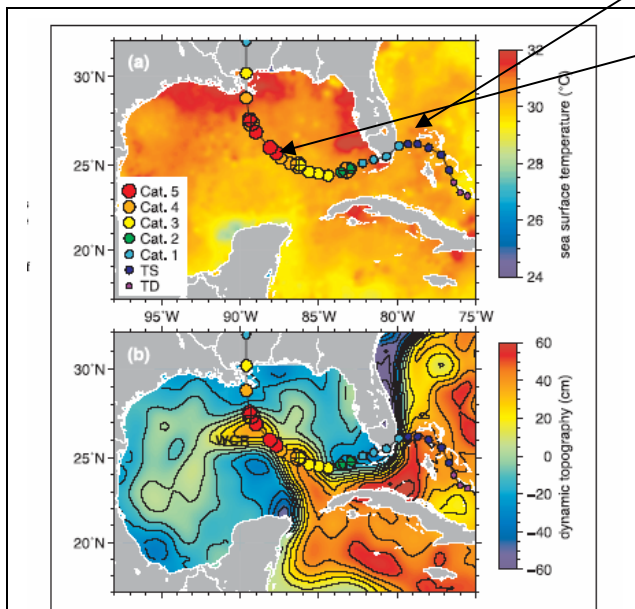 (a)
30˚N
25˚N
20˚N
Cat. 5
Cat. 4
Cat. 3
Cat. 2
Cat. 1
TS
TD
95˚W 90˚W 85˚W 80˚W 75˚W
32
30
28
26
24
sea surface temperature (°C)
f
(b)
30˚N
25˚N
20˚N
WCR
60
40
20
0
−20
−40
−60
dynamic topography (cm)